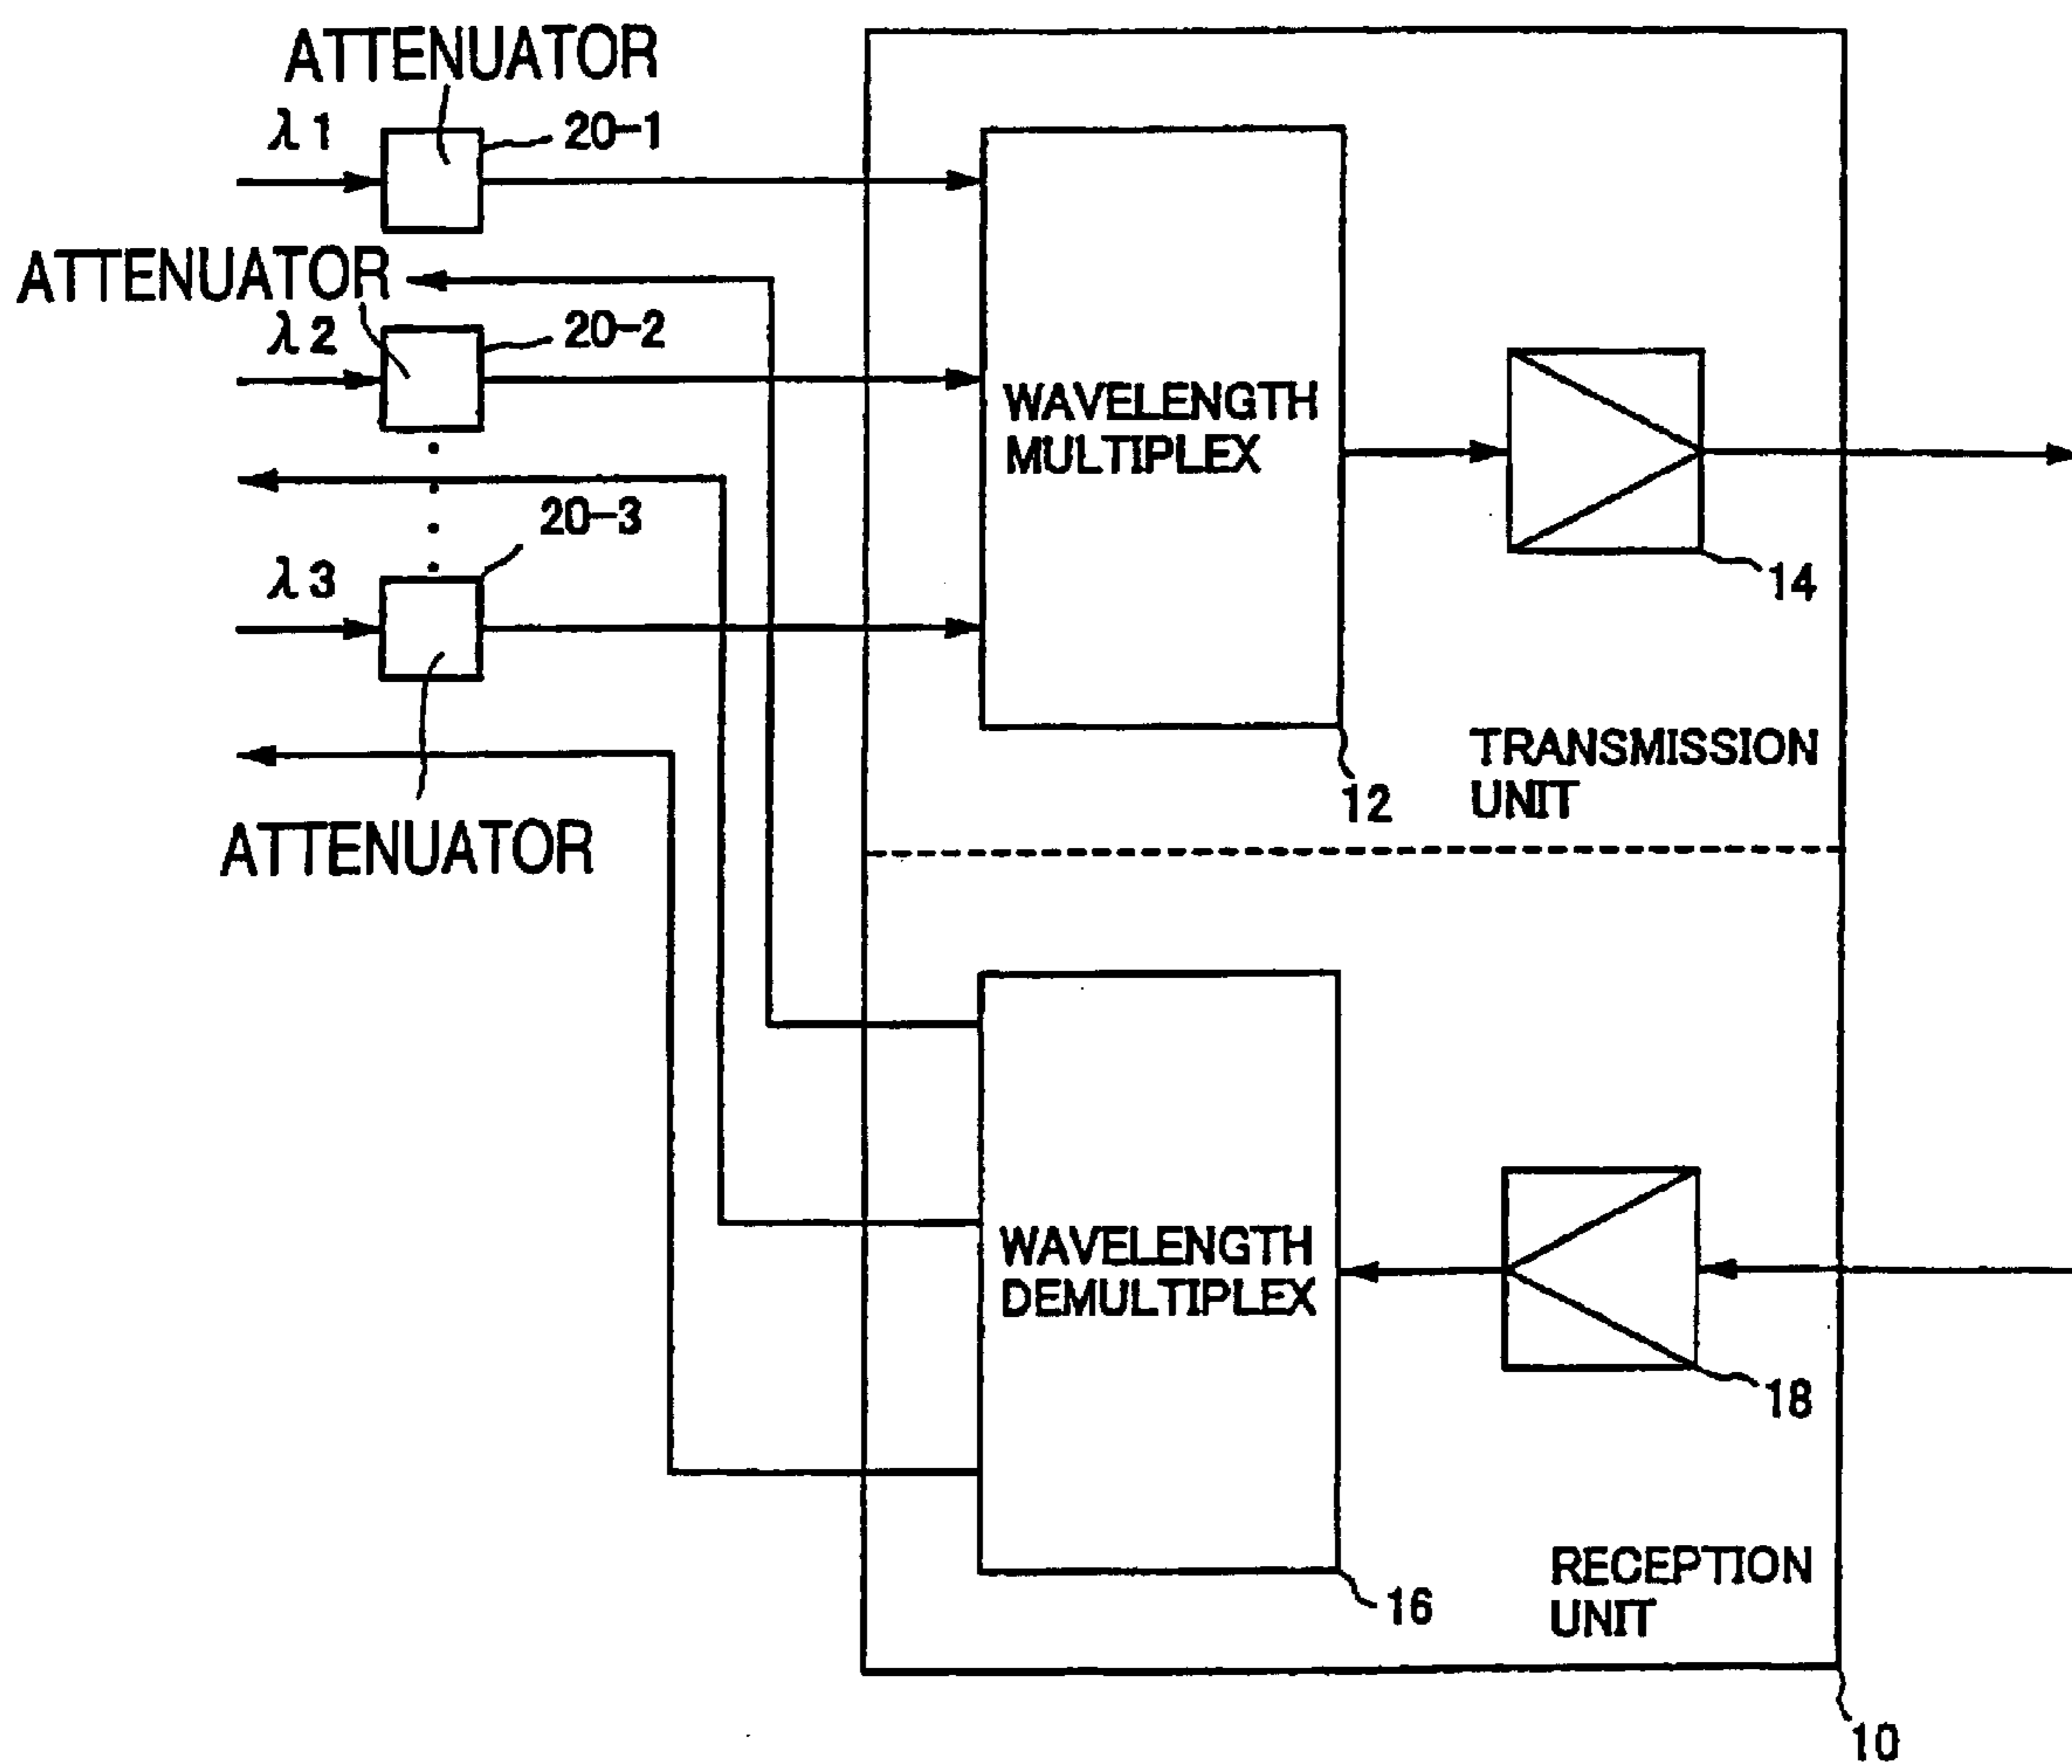 ATTENUATOR
λ1
20-1
ATTENUATOR
λ2
20-2
WAVELENGTH
MULTIPLEX
20-3
λ3
14
TRANSMISSION
UNIT
12
ATTENUATOR
WAVELENGTH
DEMULTIPLEX
18
RECEPTION
UNIT
16
10